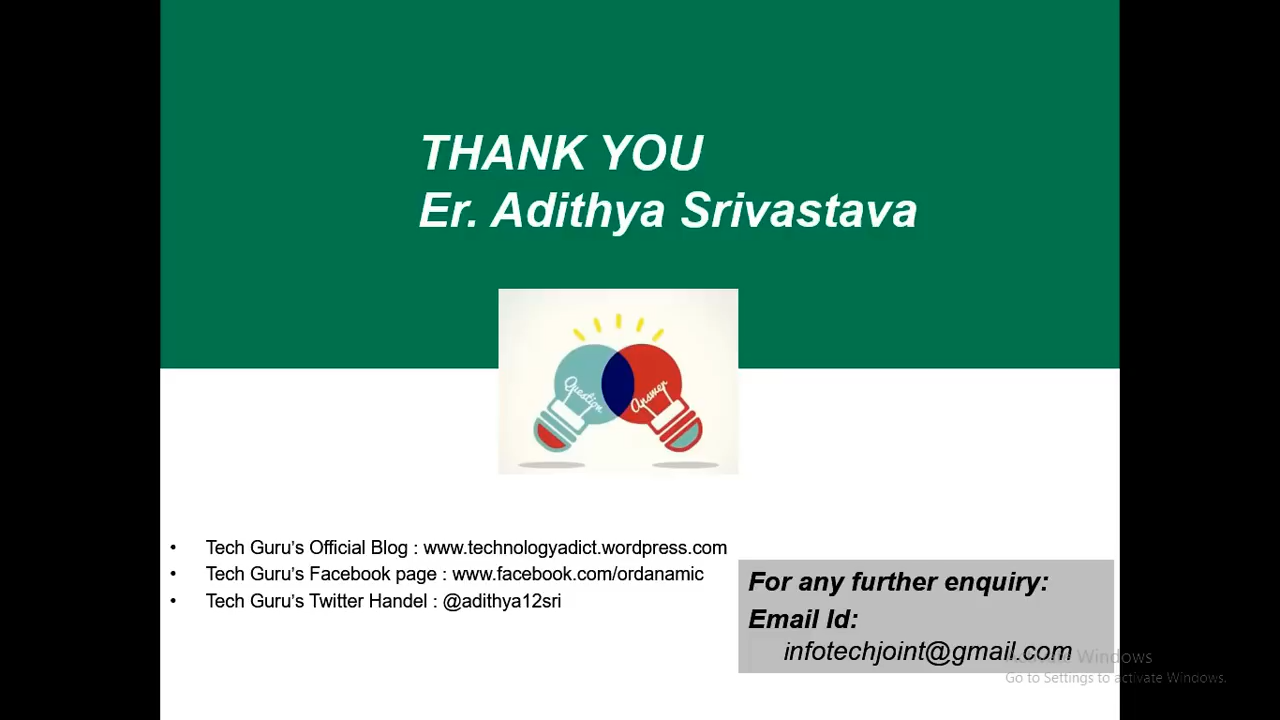 THANK YOU
Er. Adithya Srivastava
Question
Answer
• Tech Guru's Official Blog : www.technologyadict.wordpress.com
• Tech Guru's Facebook page : www.facebook.com/ordanamic
• Tech Guru's Twitter Handel : @adithya12sri
For any further enquiry:
Email Id:
infotechjoint@gmail.com
Activate Windows
Go to Settings to activate Windows.